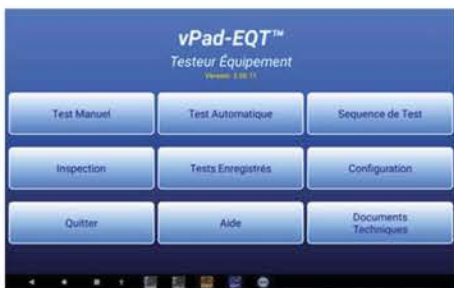 vPad-EQT™
Testeur Équipement
Test Manuel
Test Automatique
Sequence de Test
Inspection
Tests Enregistrés
Configuration
Quitter
Aide
Documents
Techniques